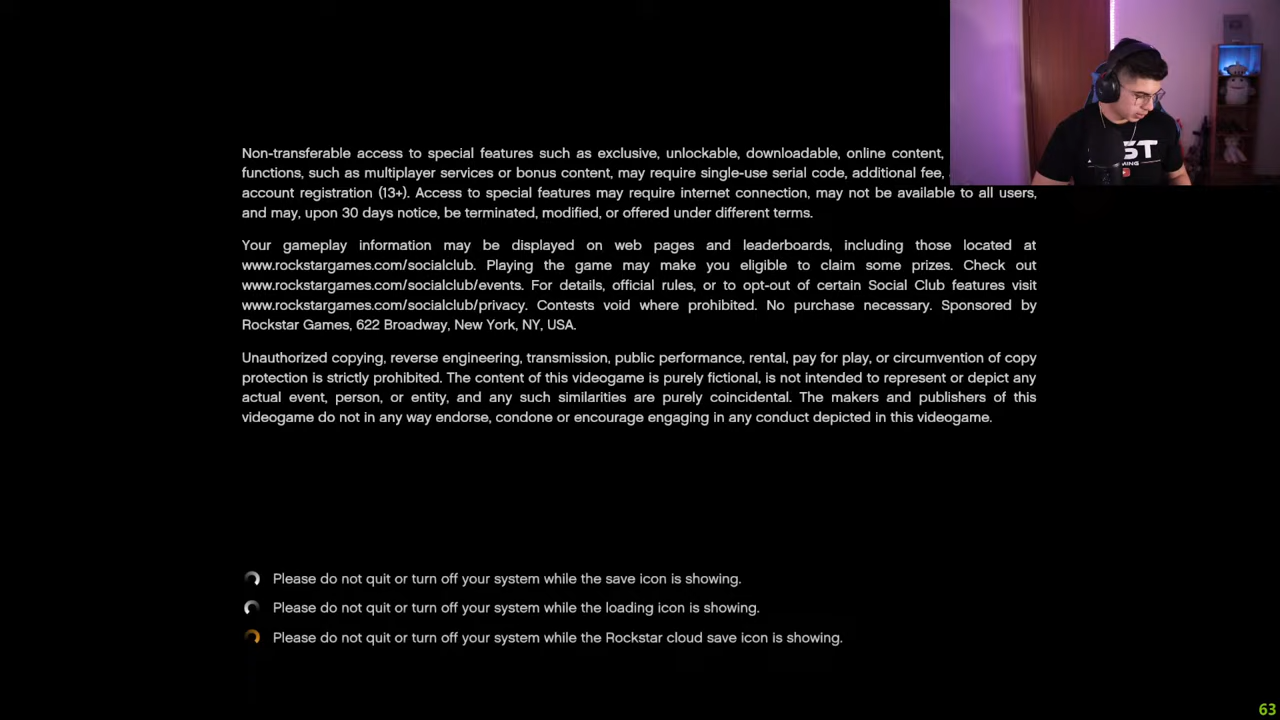 Non-transferable access to special features such as exclusive, unlockable, downloadable, online content,
functions, such as multiplayer services or bonus content, may require single-use serial code, additional fee,
account registration (13+). Access to special features may require internet connection, may not be available to all users,
and may, upon 30 days notice, be terminated, modified, or offered under different terms.
Your gameplay information may be displayed on web pages and leaderboards, including those located at
www.rockstargames.com/socialclub. Playing the game may make you eligible to claim some prizes. Check out
www.rockstargames.com/socialclub/events. For details, official rules, or to opt-out of certain Social Club features visit
www.rockstargames.com/socialclub/privacy. Contests void where prohibited. No purchase necessary. Sponsored by
Rockstar Games, 622 Broadway, New York, NY, USA.
Unauthorized copying, reverse engineering, transmission, public performance, rental, pay for play, or circumvention of copy
protection is strictly prohibited. The content of this videogame is purely fictional, is not intended to represent or depict any
actual event, person, or entity, and any such similarities are purely coincidental. The makers and publishers of this
videogame do not in any way endorse, condone or encourage engaging in any conduct depicted in this videogame.
Please do not quit or turn off your system while the save icon is showing.
Please do not quit or turn off your system while the loading icon is showing.
Please do not quit or turn off your system while the Rockstar cloud save icon is showing.
63